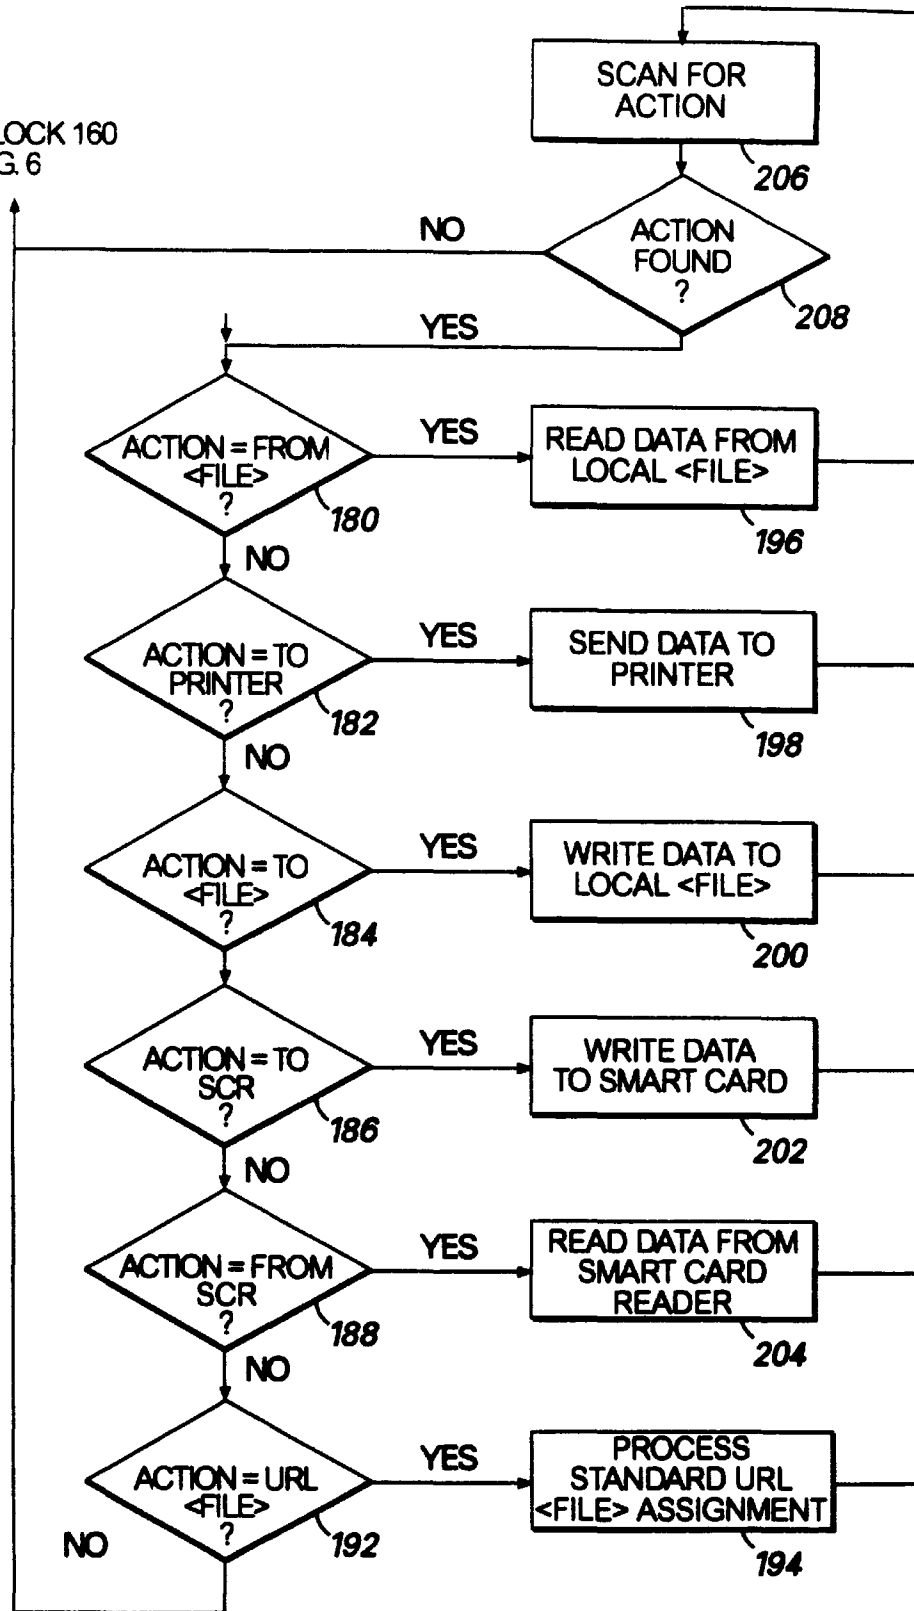 SCAN FOR
ACTION
206
LOCK 160
G. 6
NO
ACTION
FOUND
?
208
YES
ACTION = FROM
<FILE>
?
180
YES
READ DATA FROM
LOCAL <FILE>
196
NO
ACTION = TO
PRINTER
?
182
YES
SEND DATA TO
PRINTER
198
NO
ACTION = TO
<FILE>
?
184
YES
WRITE DATA TO
LOCAL <FILE>
200
ACTION = TO
SCR
?
186
YES
WRITE DATA
TO SMART CARD
202
NO
ACTION = FROM
SCR
?
188
YES
READ DATA FROM
SMART CARD
READER
204
NO
ACTION = URL
<FILE>
?
192
YES
PROCESS
STANDARD URL
<FILE> ASSIGNMENT
194
NO